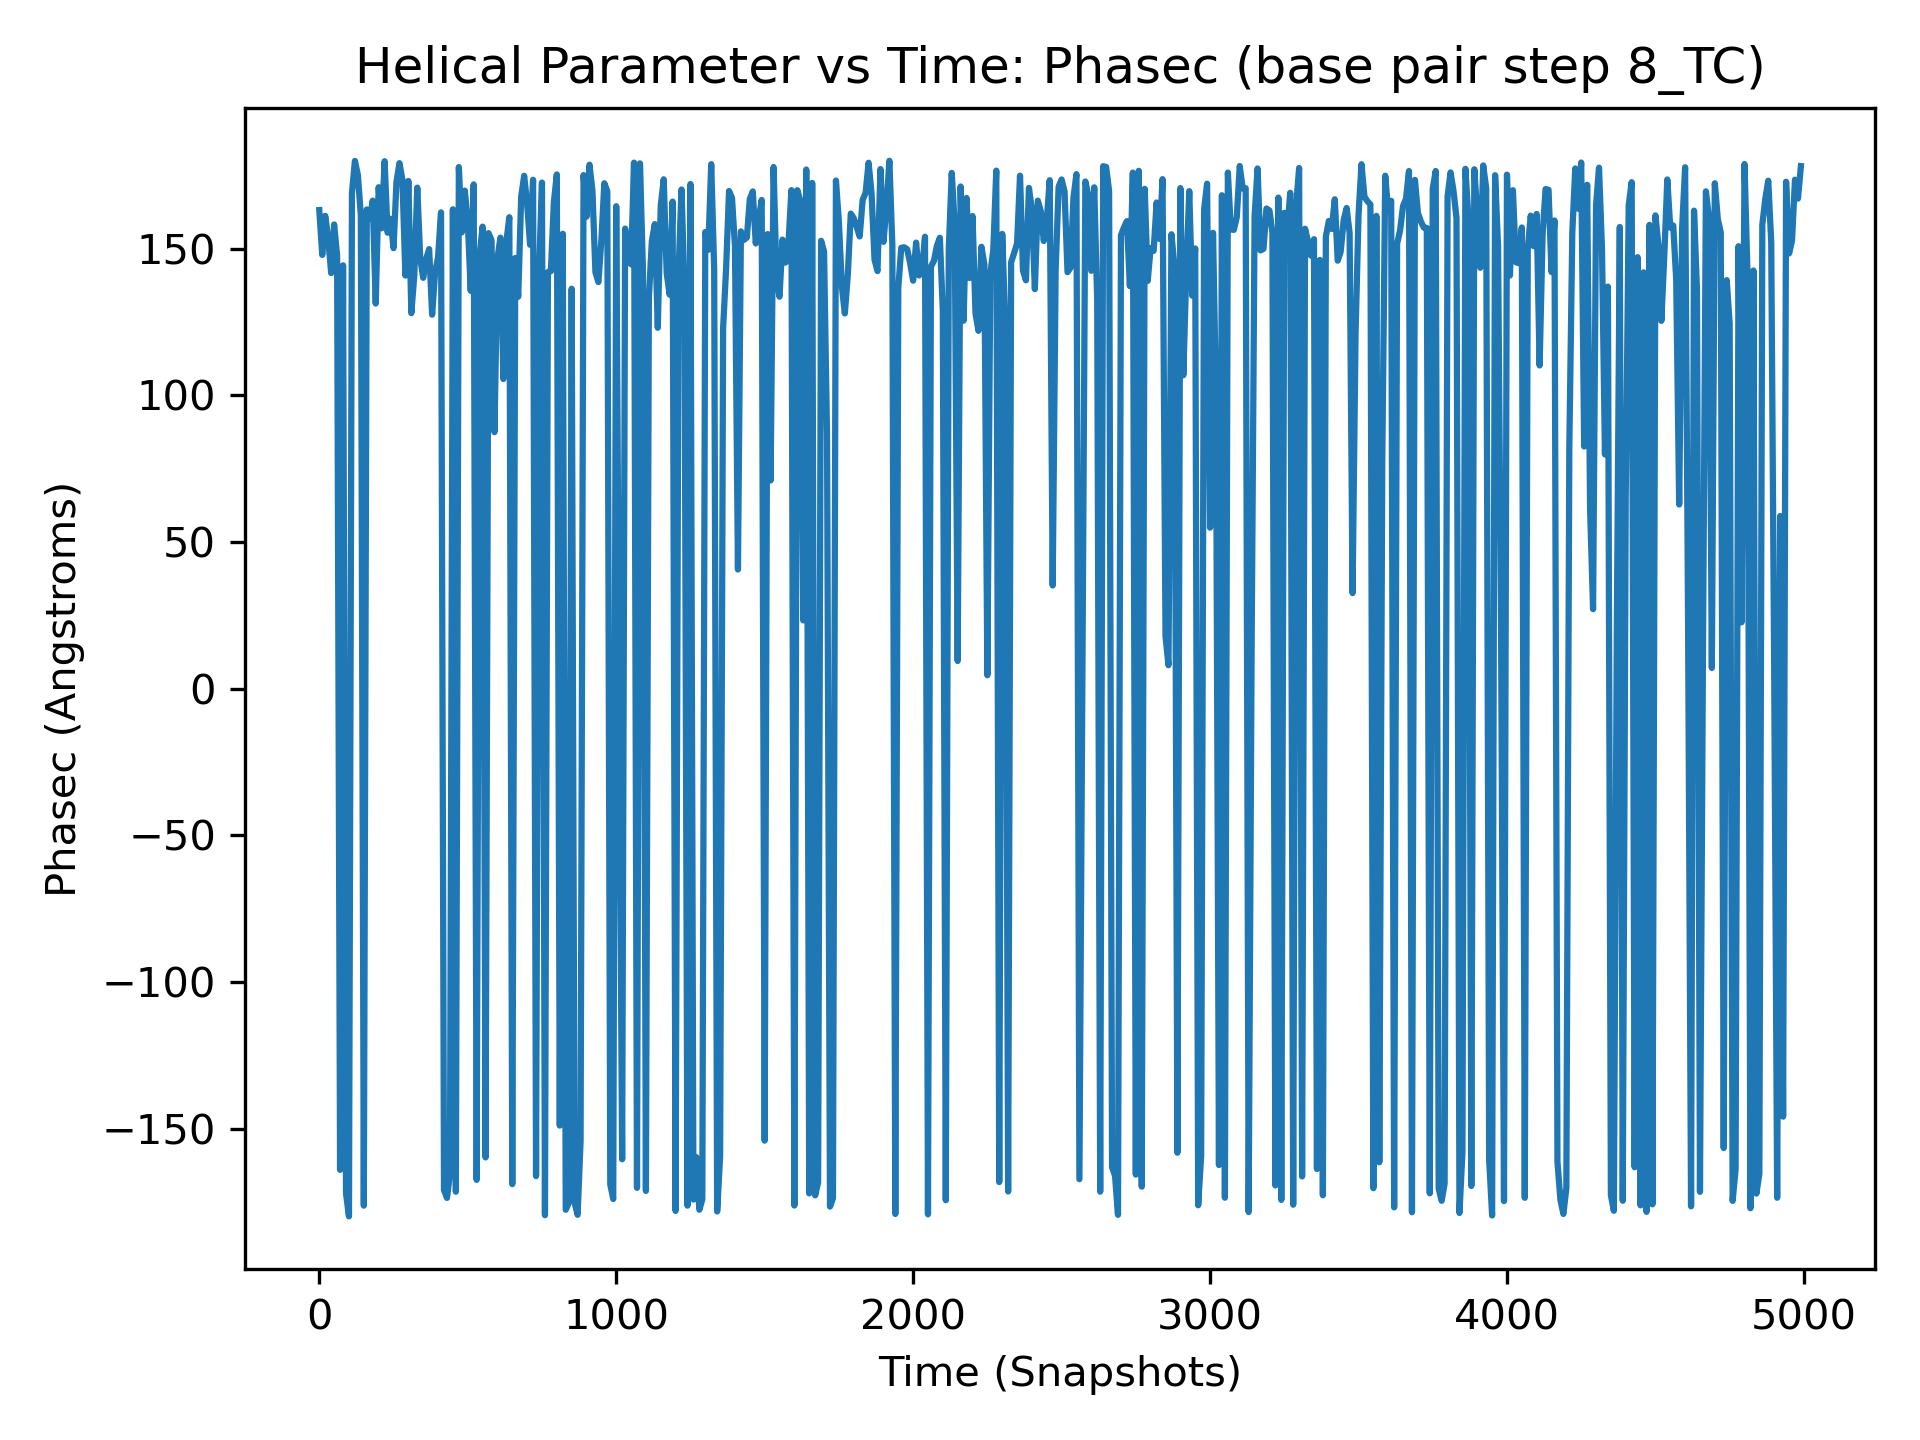 Helical Parameter vs Time: Phasec (base pair step 8_TC)
Phasec (Angstroms)
150
100
50
0
−50
−100
−150
0 1000 2000 3000 4000 5000
Time (Snapshots)